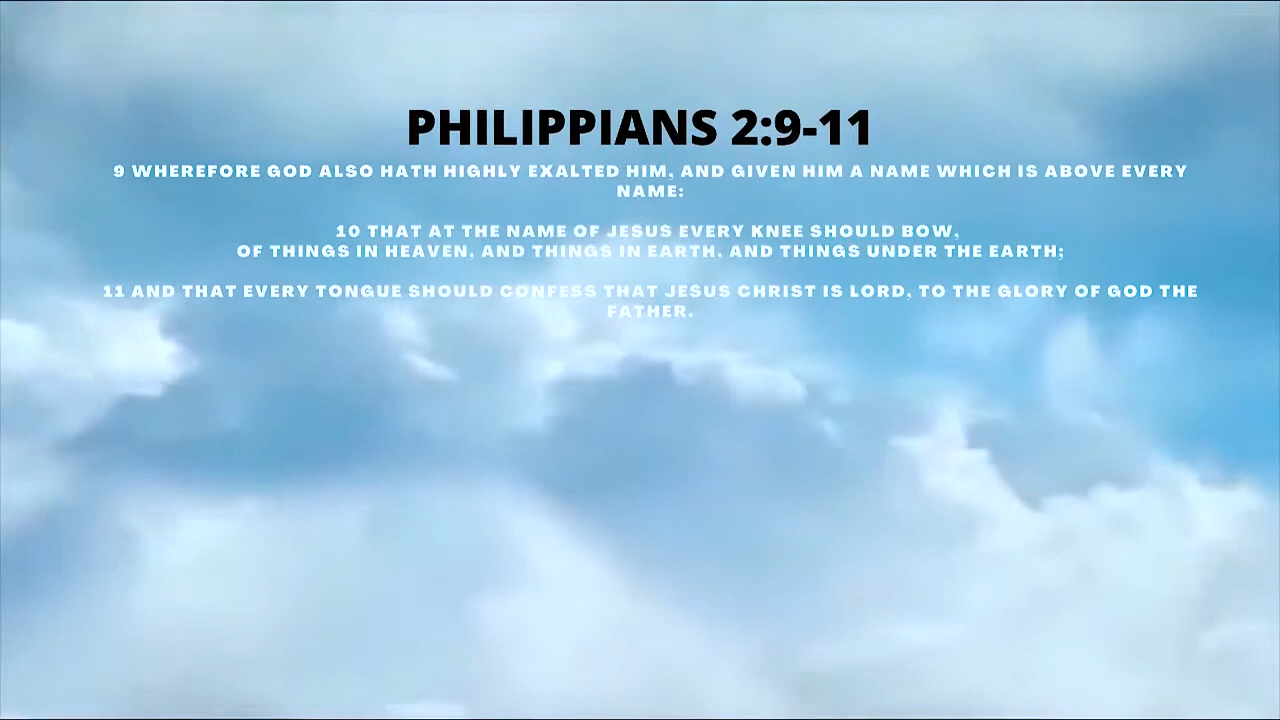 PHILIPPIANS 2:9-11
9 WHEREFORE GOD ALSO HATH HIGHLY EXALTED HIM, AND GIVEN HIM A NAME WHICH IS ABOVE EVERY
NAME:
10 THAT AT THE NAME OF JESUS EVERY KNEE SHOULD BOW,
OF THINGS IN HEAVEN, AND THINGS IN EARTH, AND THINGS UNDER THE EARTH;
11 AND THAT EVERY TONGUE SHOULD CONFESS THAT JESUS CHRIST IS LORD, TO THE GLORY OF GOD THE
FATHER.